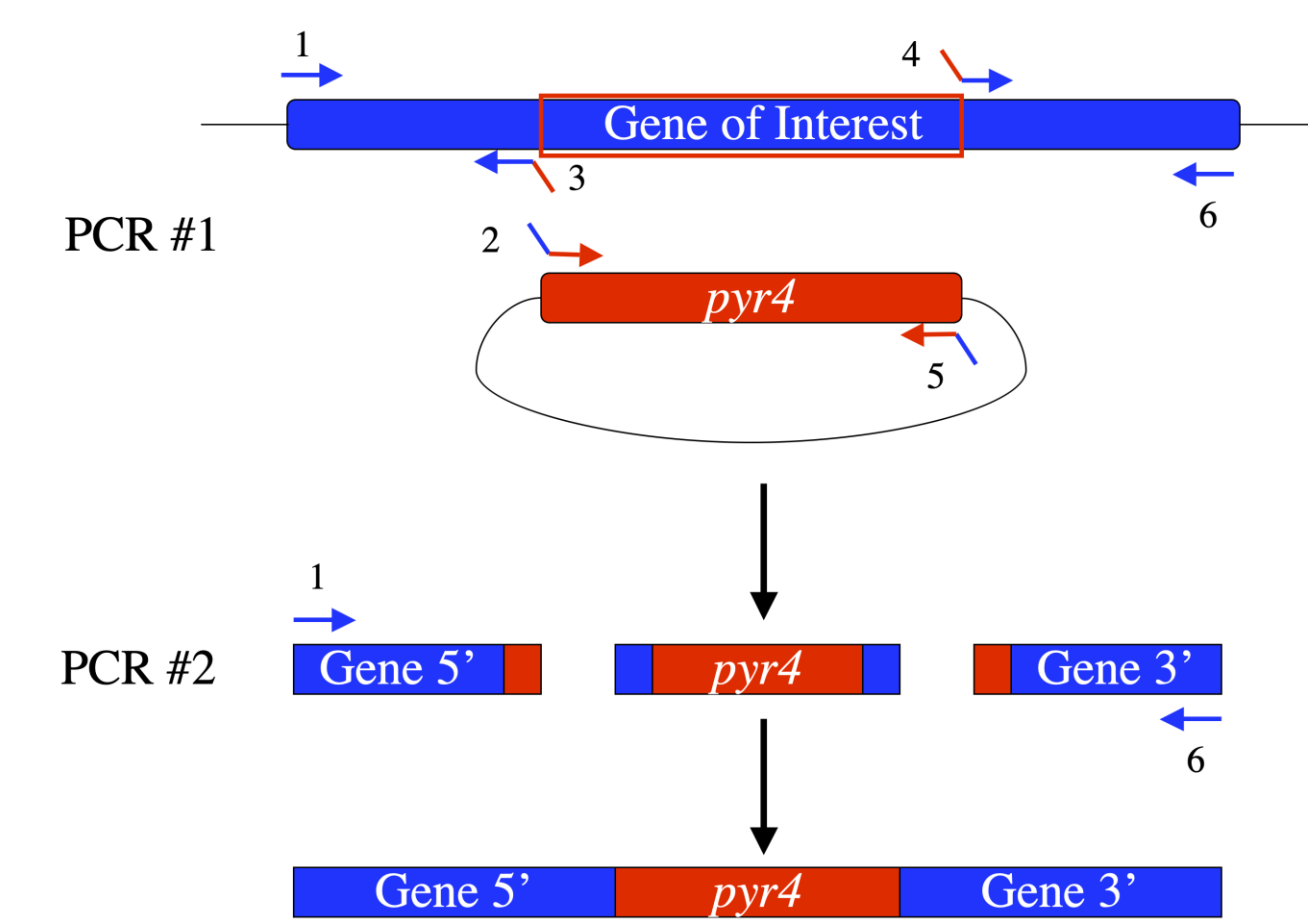 1
4
Gene of Interest
3
6
PCR #1
2
pyr4
5
1
PCR #2
Gene 5’
pyr4
Gene 3’
6
Gene 5’
pyr4
Gene 3’